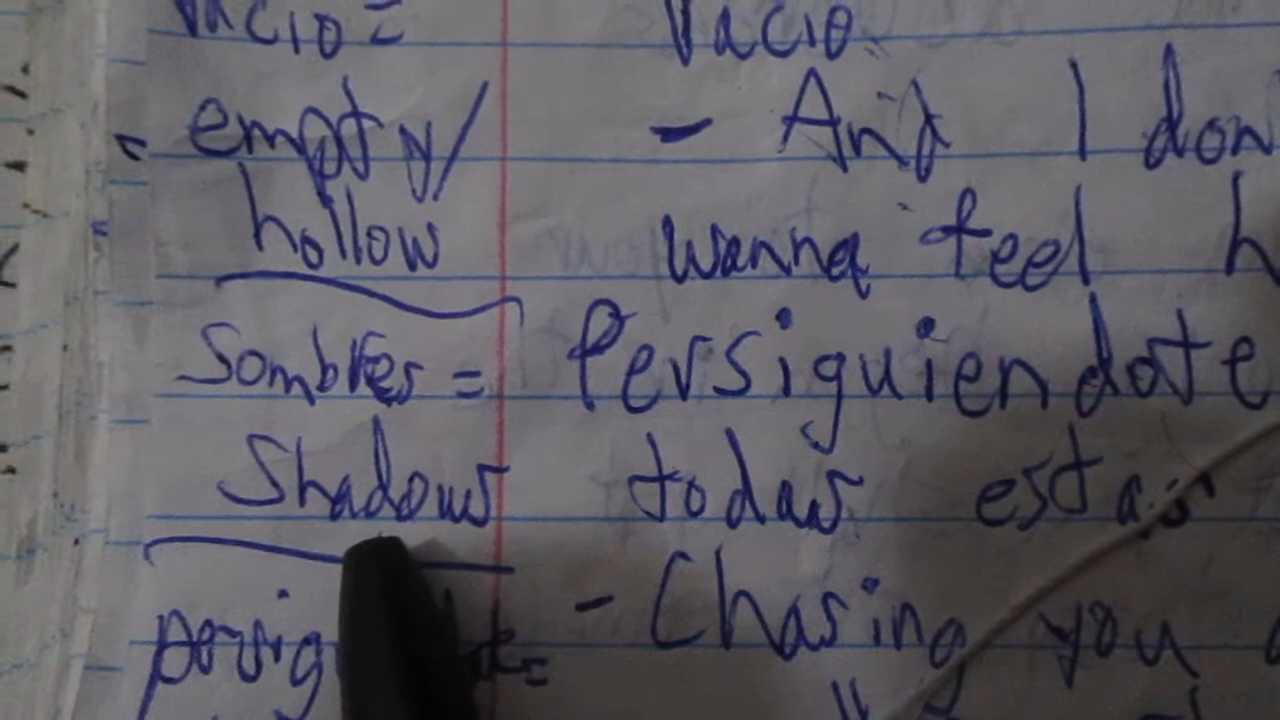 vacio = Vacio
= empty/ - And I don
hollow wanna feel h
Sombras = Persiguiendote
Shadows todas estas
- Chasing you